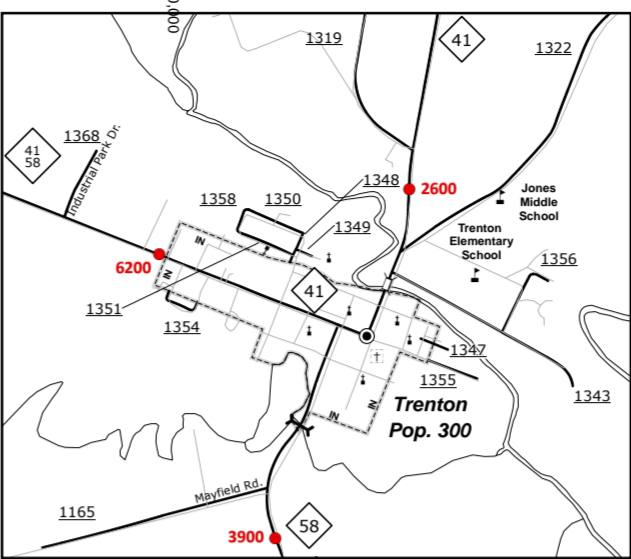 0,000
1319
41
1322
41
58
1368
Industrial Park Dr.
1358
1350
1348
2600
1349
Jones
Middle
School
Trenton
Elementary
School
1356
IN
6200
IN
41
1351
1354
1347
1355
1343
Trenton
Pop. 300
IN
IN
Mayfield Rd.
1165
3900
58